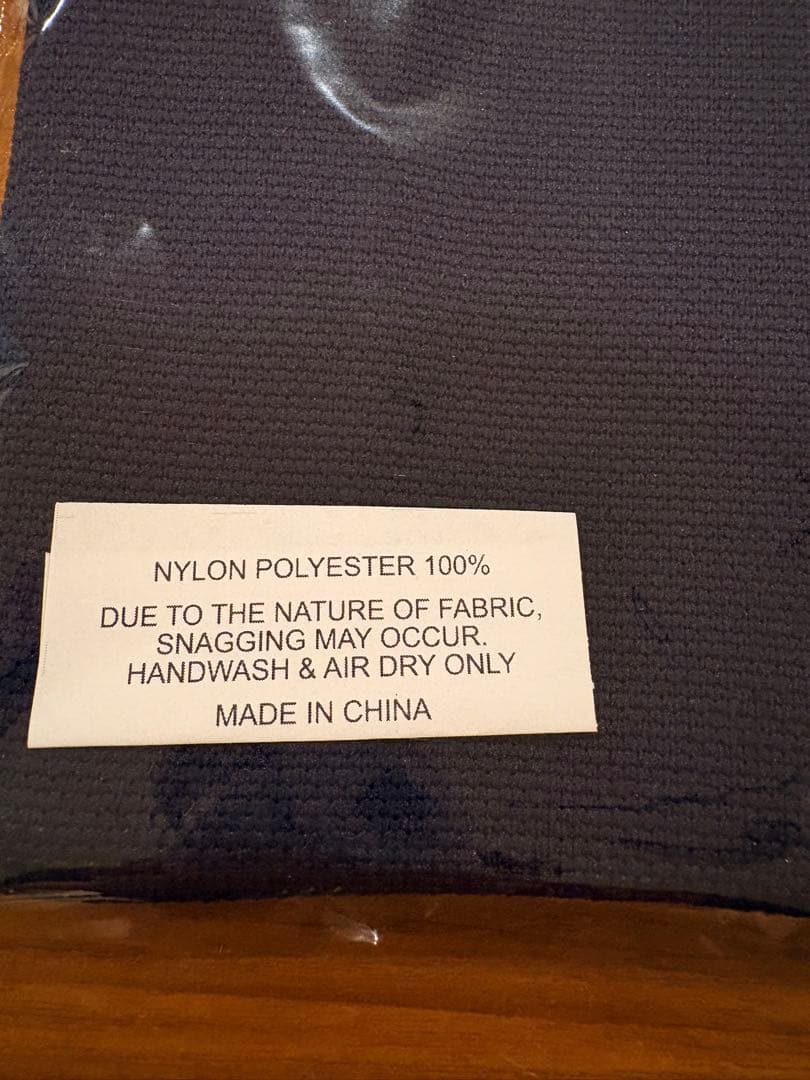 NYLON POLYESTER 100%
DUE TO THE NATURE OF FABRIC,
SNAGGING MAY OCCUR.
HANDWASH & AIR DRY ONLY
MADE IN CHINA